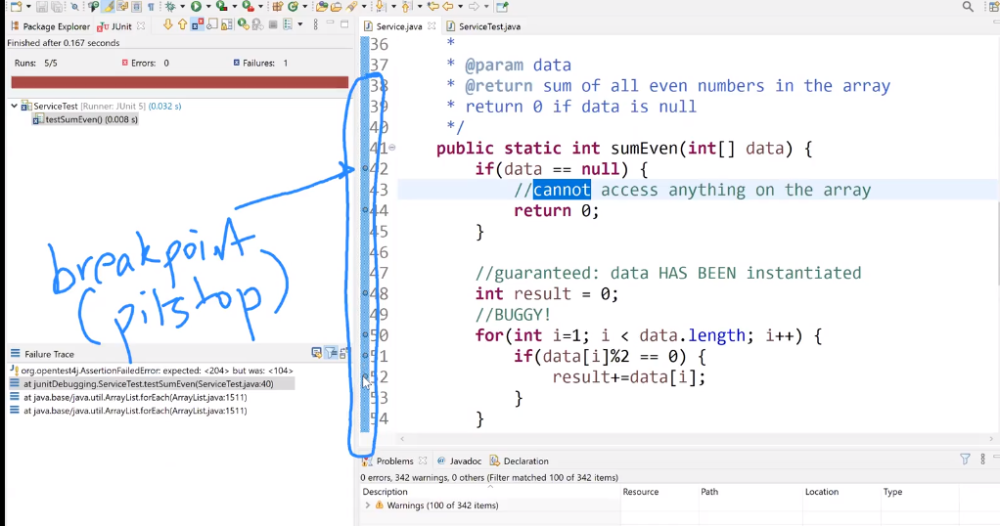 Package Explorer JUnit
Finished after 0.167 seconds
Runs: 5/5 Errors: 0 Failures: 1
ServiceTest [Runner: JUnit 5] (0.032 s)
testSumEven() (0.008 s)
breakpoint
(pitstop)
Failure Trace
org.opentest4j.AssertionFailedError: expected: <204> but was: <104>
at junitDebugging.ServiceTest.testSumEven(ServiceTest.java:40)
at java.base/java.util.ArrayList.forEach(ArrayList.java:1511)
at java.base/java.util.ArrayList.forEach(ArrayList.java:1511)
Service.java ServiceTest.java
36 *
37 * @param data
38 * @return sum of all even numbers in the array
39 * return 0 if data is null
40 */
41 public static int sumEven(int[] data) {
42 if(data == null) {
43 //cannot access anything on the array
44 return 0;
45 }
46
47 //guaranteed: data HAS BEEN instantiated
48 int result = 0;
49 //BUGGY!
50 for(int i=1; i < data.length; i++) {
51 if(data[i]%2 == 0) {
52 result+=data[i];
53 }
54 }
Problems Javadoc Declaration
0 errors, 342 warnings, 0 others (Filter matched 100 of 342 items)
Description Resource Path Location Type
Warnings (100 of 342 items)